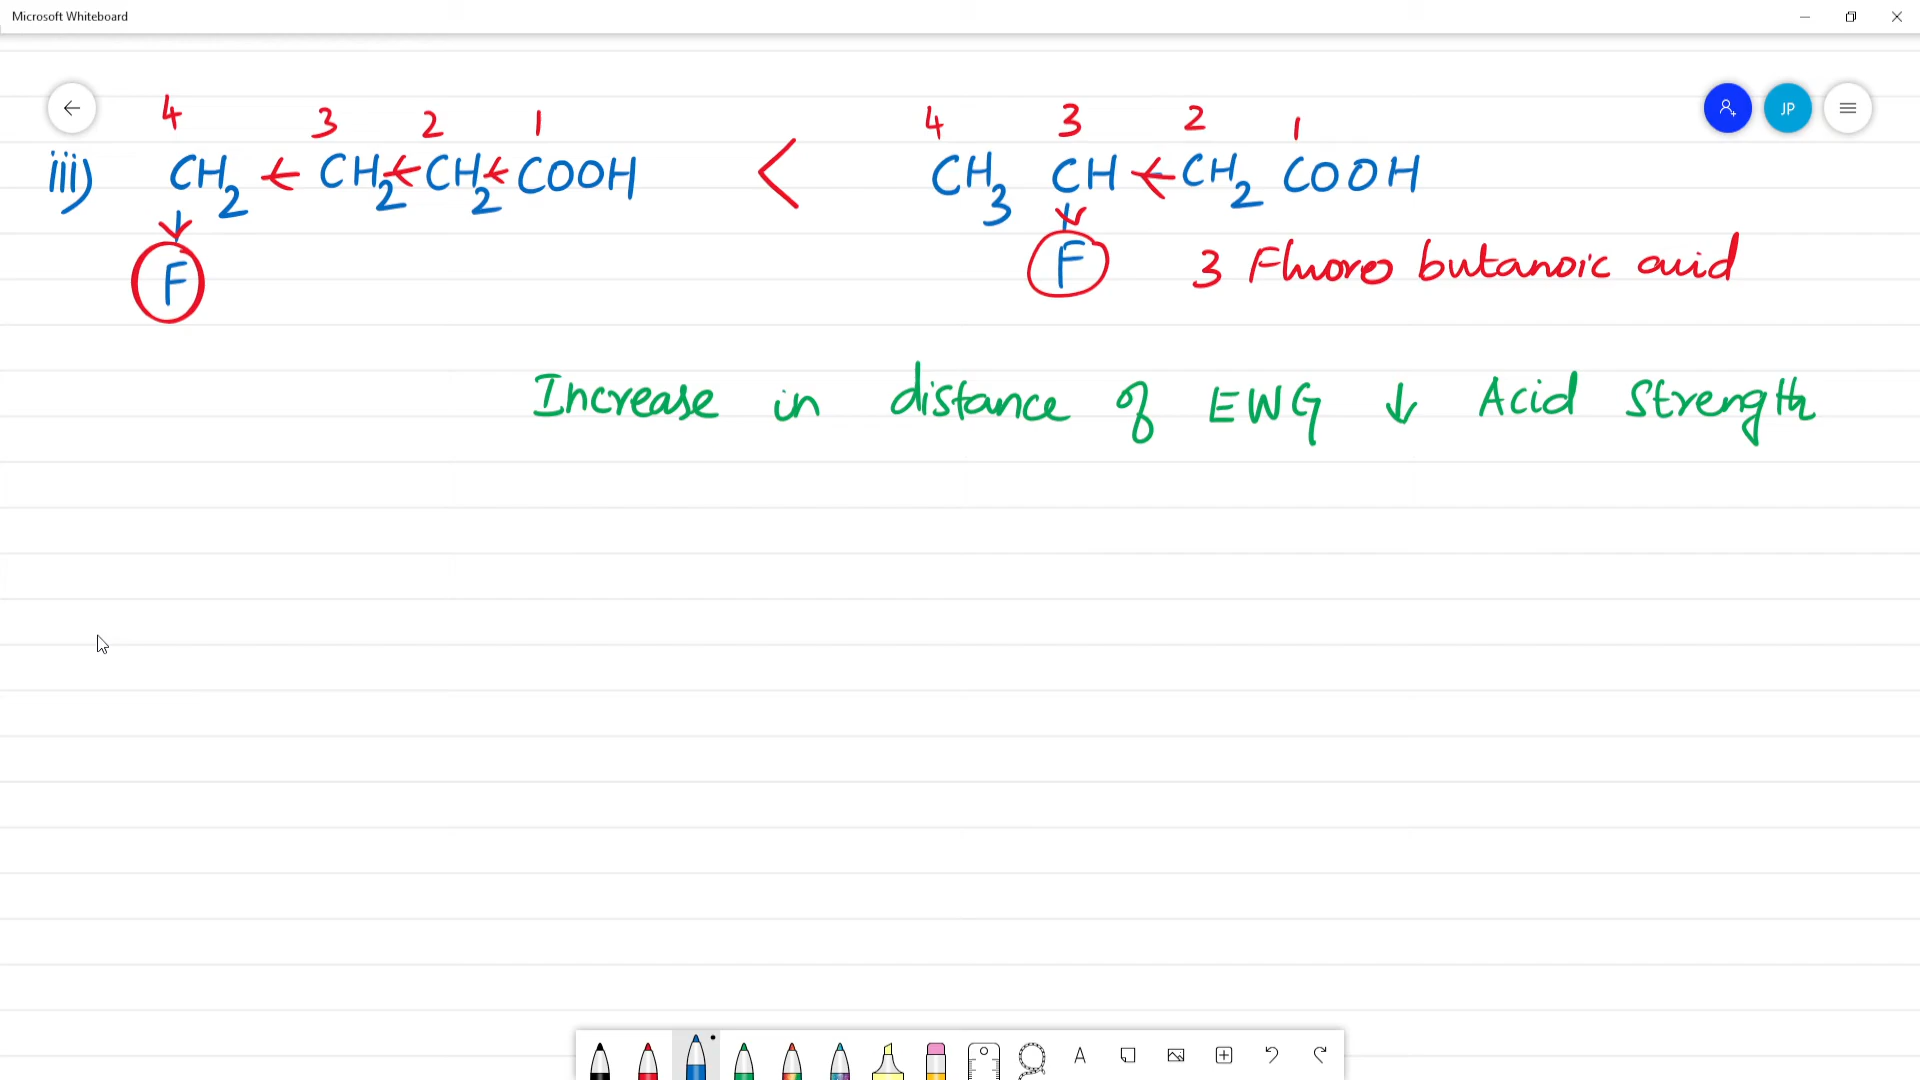 Microsoft Whiteboard
4 3 2 1 4 3 2 1
iii) CH2 ← CH2 ← CH2 ← COOH < CH3 CH ← CH2 COOH
JP
F F 3 Fluoro butanoic acid
Increase in distance of EWG ↓ Acid Strength
A